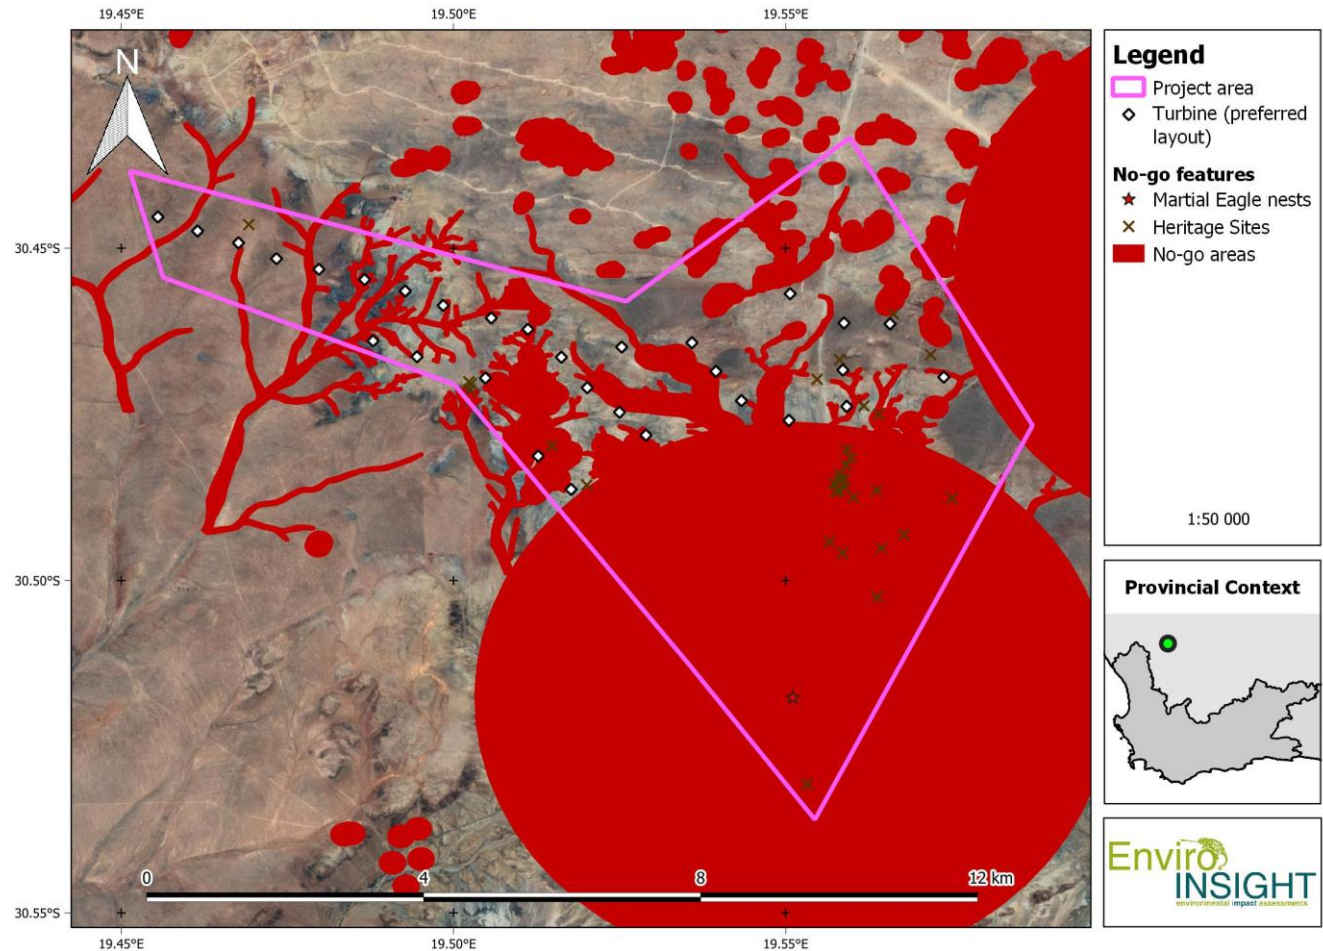 19.45°E 19.50°E 19.55°E
N
30.45°S
30.50°S
30.55°S
0 4 8 12 km
19.45°E 19.50°E 19.55°E
Legend
Project area
Turbine (preferred
layout)
No-go features
Martial Eagle nests
Heritage Sites
No-go areas
1:50 000
Provincial Context
Enviro
INSIGHT
environmental impact assessments